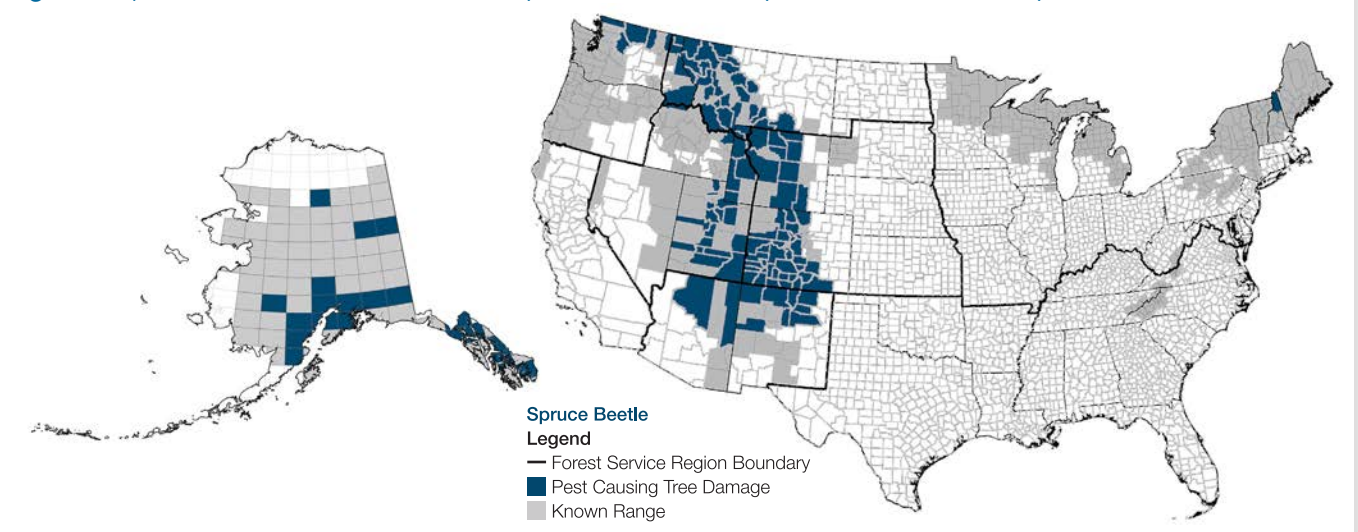 Spruce Beetle
Legend
Forest Service Region Boundary
Pest Causing Tree Damage
Known Range